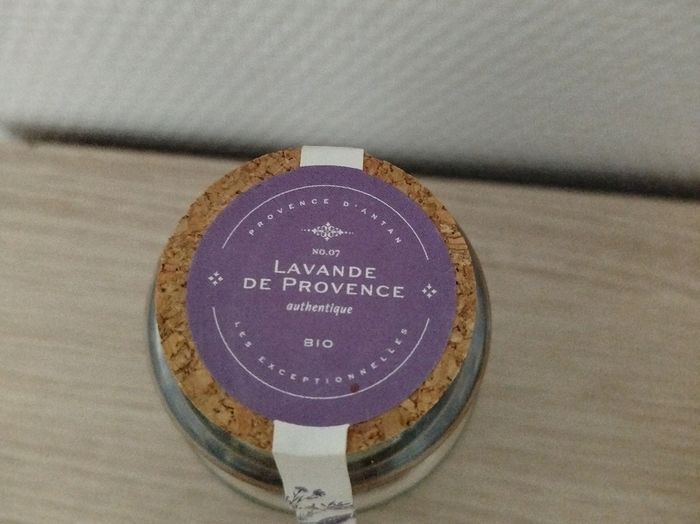 PROVENCE D'ANTAN
NO.07
LAVANDE
DE PROVENCE
authentique
BIO
LES EXCEPTIONNELLES